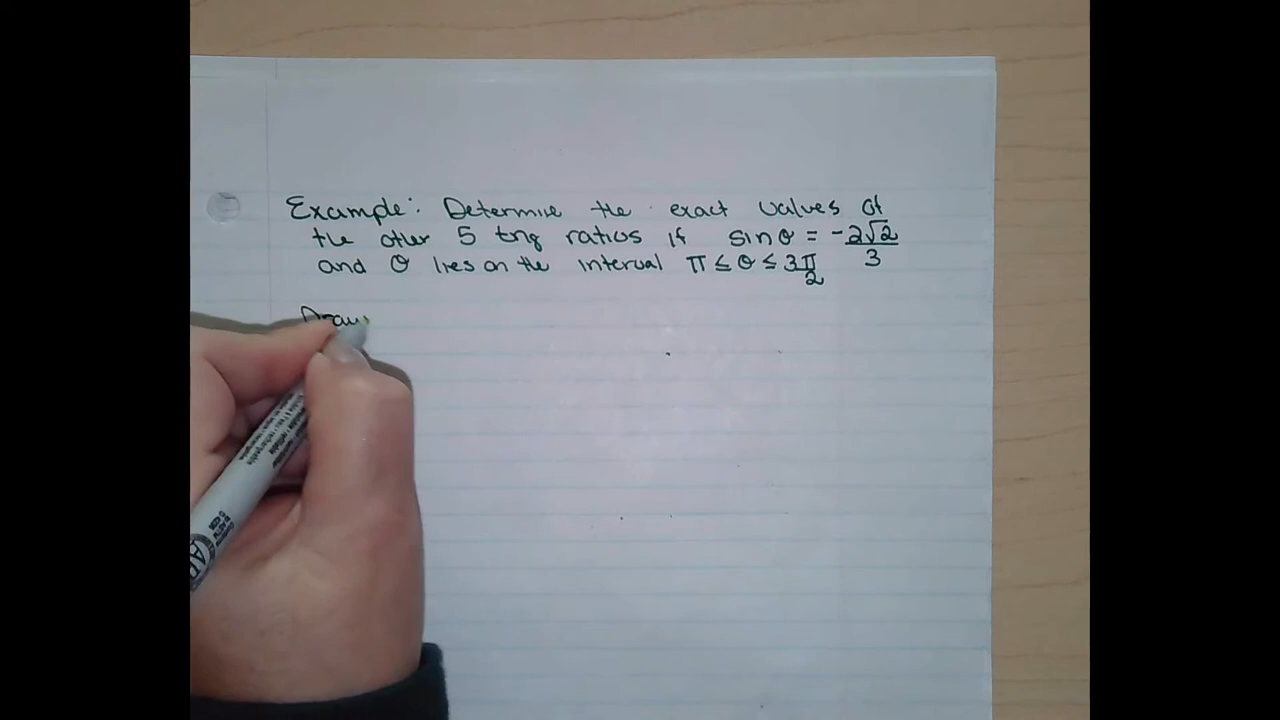 Example: Determine the exact values of
the other 5 trig ratios if sin θ = -2√2/3
and θ lies on the interval π ≤ θ ≤ 3π/2
Draw